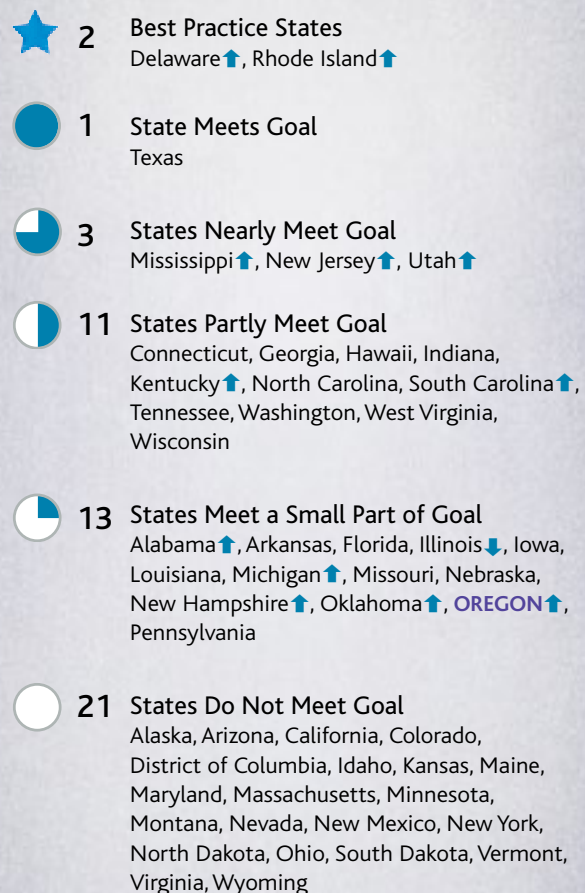 2 Best Practice States
Delaware⬆, Rhode Island⬆
1 State Meets Goal
Texas
3 States Nearly Meet Goal
Mississippi⬆, New Jersey⬆, Utah⬆
11 States Partly Meet Goal
Connecticut, Georgia, Hawaii, Indiana,
Kentucky⬆, North Carolina, South Carolina⬆,
Tennessee, Washington, West Virginia,
Wisconsin
13 States Meet a Small Part of Goal
Alabama⬆, Arkansas, Florida, Illinois⬇, Iowa,
Louisiana, Michigan⬆, Missouri, Nebraska,
New Hampshire⬆, Oklahoma⬆, OREGON⬆,
Pennsylvania
21 States Do Not Meet Goal
Alaska, Arizona, California, Colorado,
District of Columbia, Idaho, Kansas, Maine,
Maryland, Massachusetts, Minnesota,
Montana, Nevada, New Mexico, New York,
North Dakota, Ohio, South Dakota, Vermont,
Virginia, Wyoming